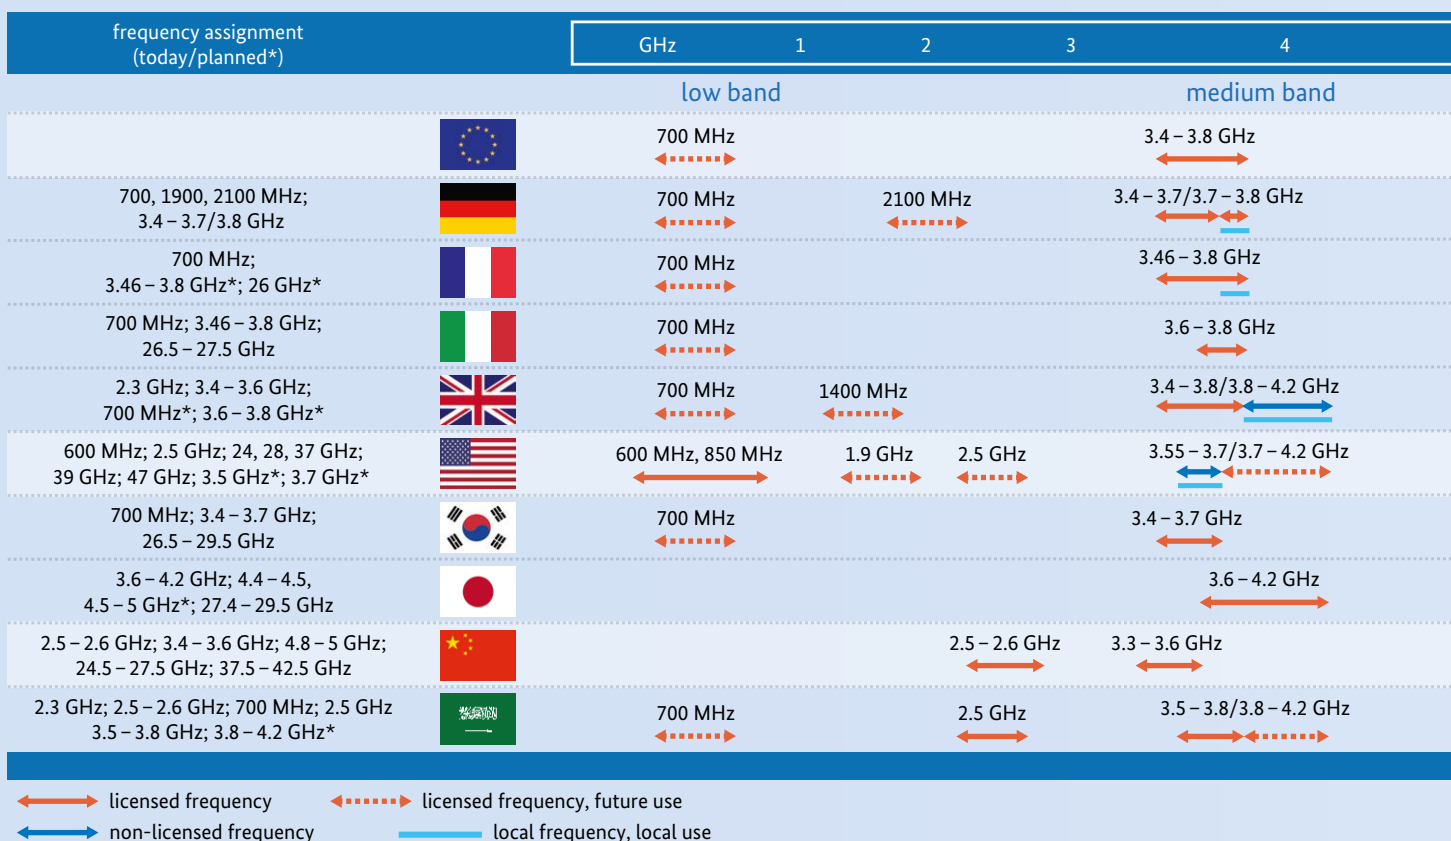 frequency assignment
(today/planned*)
GHz 1 2 3 4
low band medium band
700 MHz 3.4 – 3.8 GHz
700, 1900, 2100 MHz;
3.4 – 3.7/3.8 GHz
700 MHz 2100 MHz 3.4 – 3.7/3.7 – 3.8 GHz
700 MHz;
3.46 – 3.8 GHz*; 26 GHz*
700 MHz 3.46 – 3.8 GHz
700 MHz; 3.46 – 3.8 GHz;
26.5 – 27.5 GHz
700 MHz 3.6 – 3.8 GHz
2.3 GHz; 3.4 – 3.6 GHz,
700 MHz*; 3.6 – 3.8 GHz*
700 MHz 1400 MHz 3.4 – 3.8/3.8 – 4.2 GHz
600 MHz; 2.5 GHz; 24, 28, 37 GHz;
39 GHz; 47 GHz; 3.5 GHz*; 3.7 GHz*
600 MHz, 850 MHz 1.9 GHz 2.5 GHz 3.55 – 3.7/3.7 – 4.2 GHz
700 MHz; 3.4 – 3.7 GHz;
26.5 – 29.5 GHz
700 MHz 3.4 – 3.7 GHz
3.6 – 4.2 GHz; 4.4 – 4.5,
4.5 – 5 GHz*; 27.4 – 29.5 GHz
3.6 – 4.2 GHz
2.5 – 2.6 GHz; 3.4 – 3.6 GHz; 4.8 – 5 GHz;
24.5 – 27.5 GHz; 37.5 – 42.5 GHz
2.5 – 2.6 GHz 3.3 – 3.6 GHz
2.3 GHz; 2.5 – 2.6 GHz; 700 MHz; 2.5 GHz
3.5 – 3.8 GHz; 3.8 – 4.2 GHz*
700 MHz 2.5 GHz 3.5 – 3.8/3.8 – 4.2 GHz
licensed frequency licensed frequency, future use
non-licensed frequency local frequency, local use